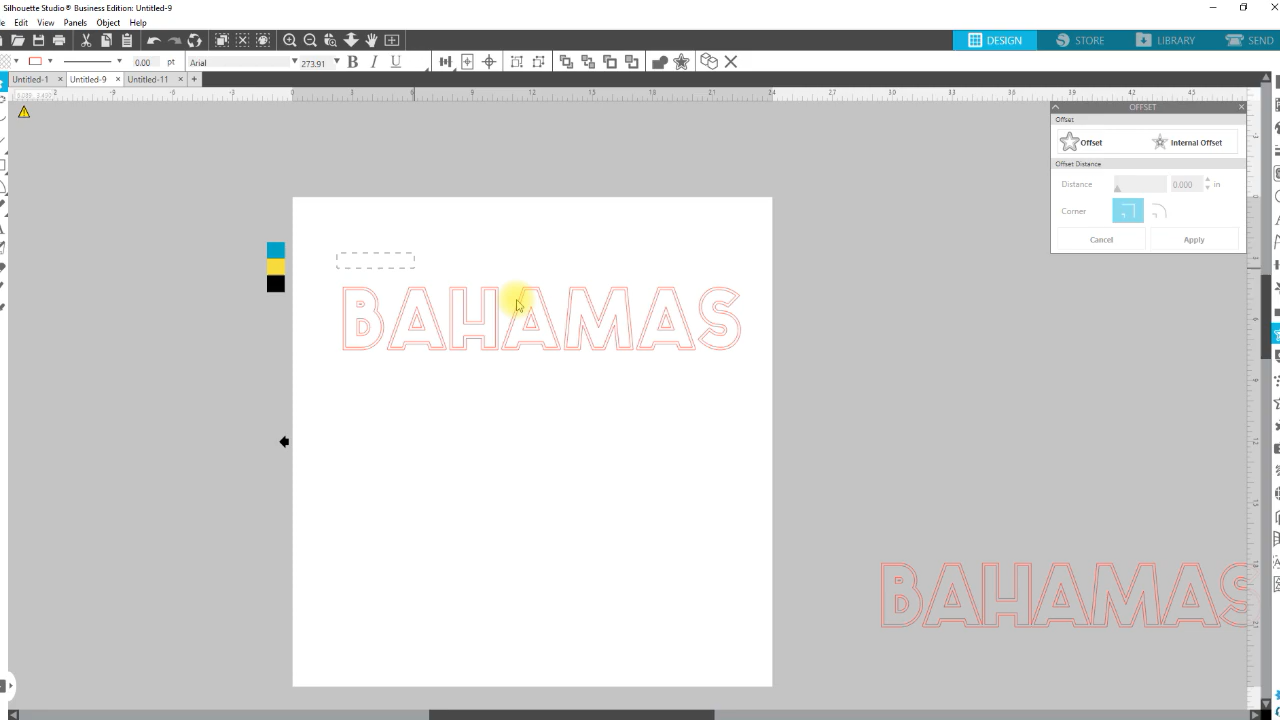 Silhouette Studio® Business Edition: Untitled-9
Edit View Panels Object Help
DESIGN STORE LIBRARY SEND
0.00 pt Arial 273.91 B I U
Untitled-1 Untitled-9 Untitled-11
OFFSET
Offset
Offset Internal Offset
Offset Distance
Distance 0.000 in
Corner
Cancel Apply
BAHAMAS
BAHAMAS